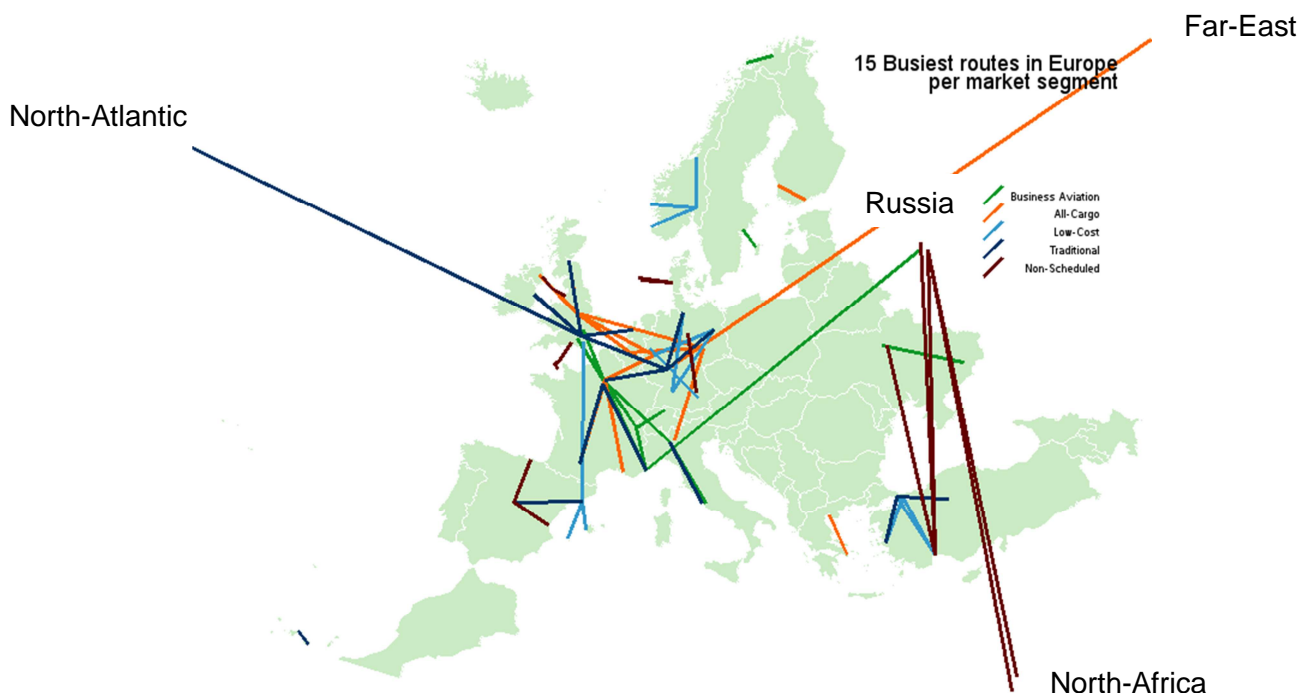 Far-East
15 Busiest routes in Europe
per market segment
North-Atlantic
Russia
Business Aviation
All-Cargo
Low-Cost
Traditional
Non-Scheduled
North-Africa